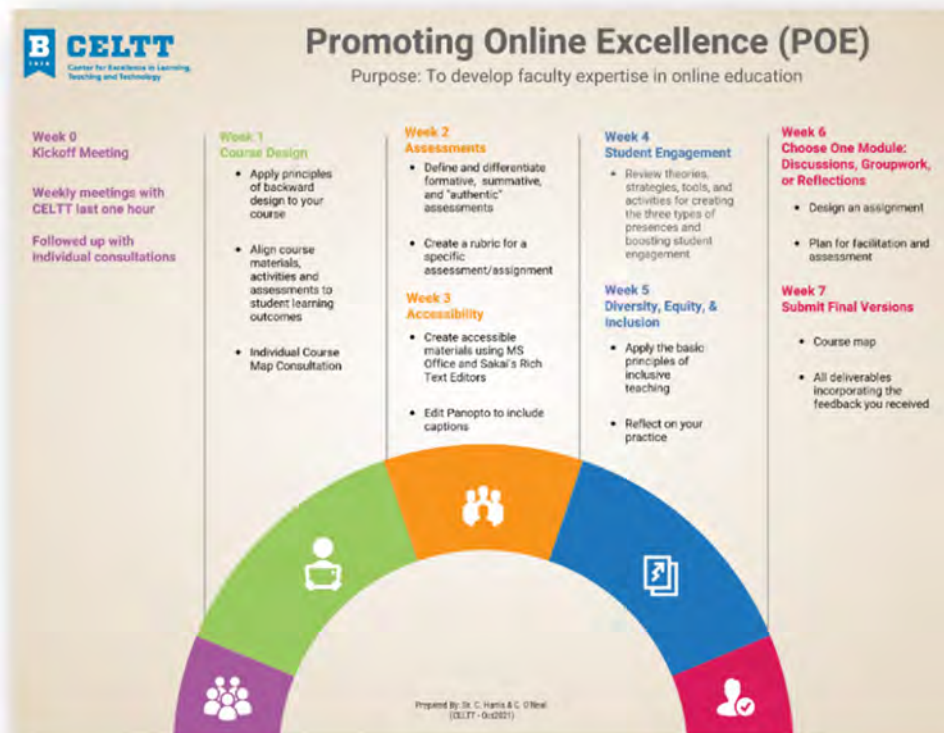 B
1826
CELTT
Center for Excellence in Learning,
Teaching and Technology
Promoting Online Excellence (POE)
Purpose: To develop faculty expertise in online education
Week 0
Kickoff Meeting
Weekly meetings with
CELTT last one hour
Followed up with
Individual consultations
Week 1
Course Design
• Apply principles
of backward
design to your
course
• Align course
materials,
activities and
assessments to
student learning
outcomes
• Individual Course
Map Consultation
Week 2
Assessments
• Define and differentiate
formative, summative,
and "authentic"
assessments
• Create a rubric for a
specific
assessment/assignment
Week 3
Accessibility
• Create accessible
materials using MS
Office and Sakai's Rich
Text Editors
• Edit Panopto to include
captions
Week 4
Student Engagement
• Review theories,
strategies, tools, and
activities for creating
the three types of
presences and
boosting student
engagement
Week 5
Diversity, Equity, &
Inclusion
• Apply the basic
principles of
inclusive
teaching
• Reflect on your
practice
Week 6
Choose One Module:
Discussions, Groupwork,
or Reflections
• Design an assignment
• Plan for facilitation and
assessment
Week 7
Submit Final Versions
• Course map
• All deliverables
incorporating the
feedback you received
Prepared By: Dr. C. Harris & C. O'Neal
(CELTT - Oct2021)